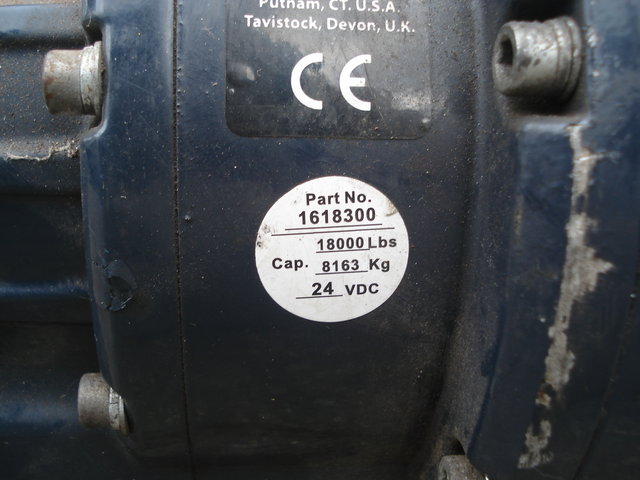 Putnam, CT. U.S.A.
Tavistock, Devon, U.K.
CE
Part No.
1618300
18000 Lbs
Cap. 8163 Kg
24 VDC